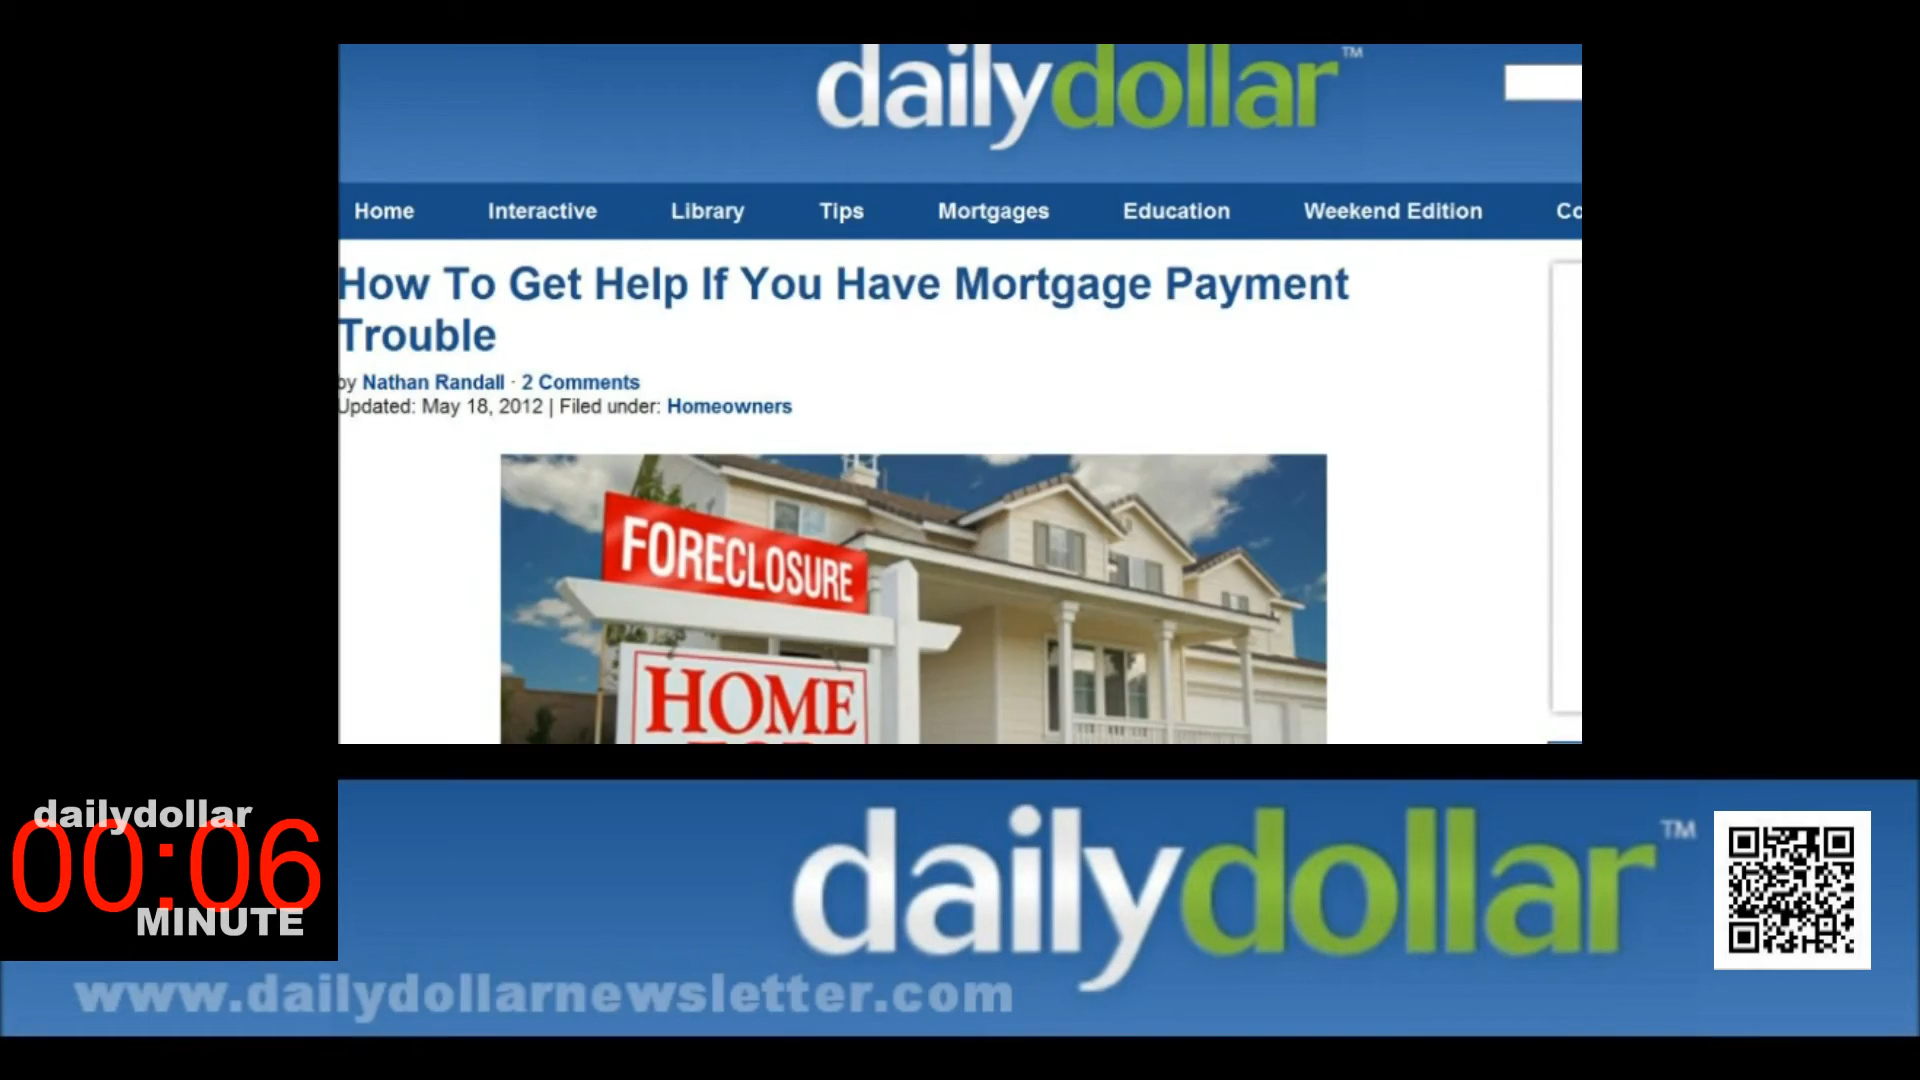 dailydollar™
Home Interactive Library Tips Mortgages Education Weekend Edition Co
How To Get Help If You Have Mortgage Payment
Trouble
by Nathan Randall · 2 Comments
Updated: May 18, 2012 | Filed under: Homeowners
FORECLOSURE
HOME
dailydollar
00:06
MINUTE
dailydollar™
www.dailydollarnewsletter.com